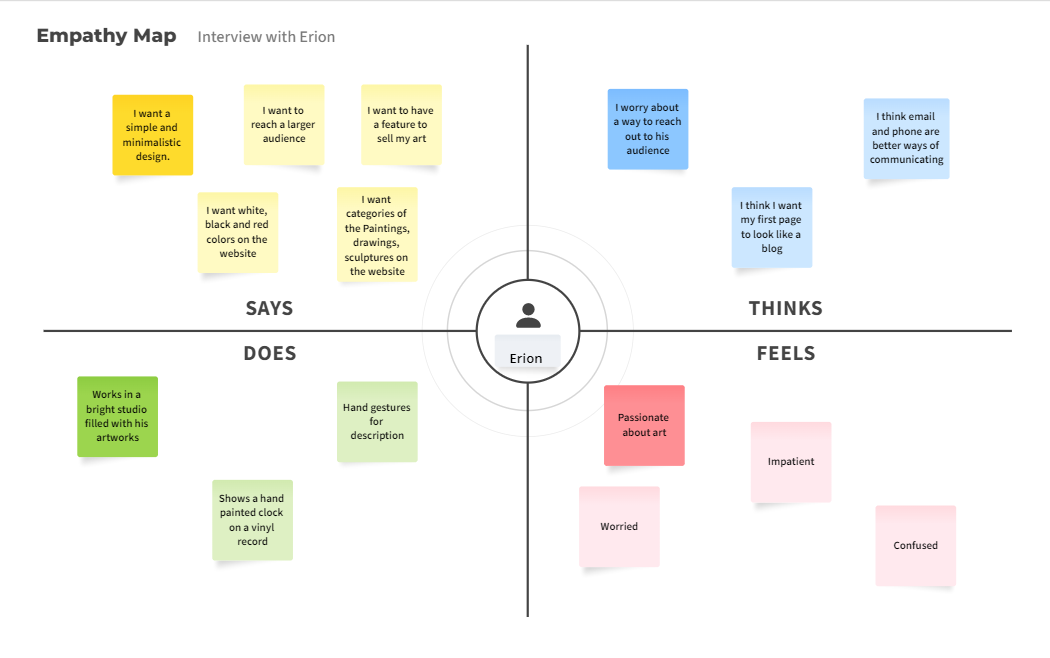 Empathy Map Interview with Erion
I want a
simple and
minimalistic
design.
I want to
reach a larger
audience
I want to have
a feature to
sell my art
I want white,
black and red
colors on the
website
I want
categories of
the Paintings,
drawings,
sculptures on
the website
SAYS
I worry about
a way to reach
out to his
audience
I think email
and phone are
better ways of
communicating
I think I want
my first page
to look like a
blog
THINKS
Erion
DOES
Works in a
bright studio
filled with his
artworks
Hand gestures
for
description
Shows a hand
painted clock
on a vinyl
record
FEELS
Passionate
about art
Impatient
Worried
Confused